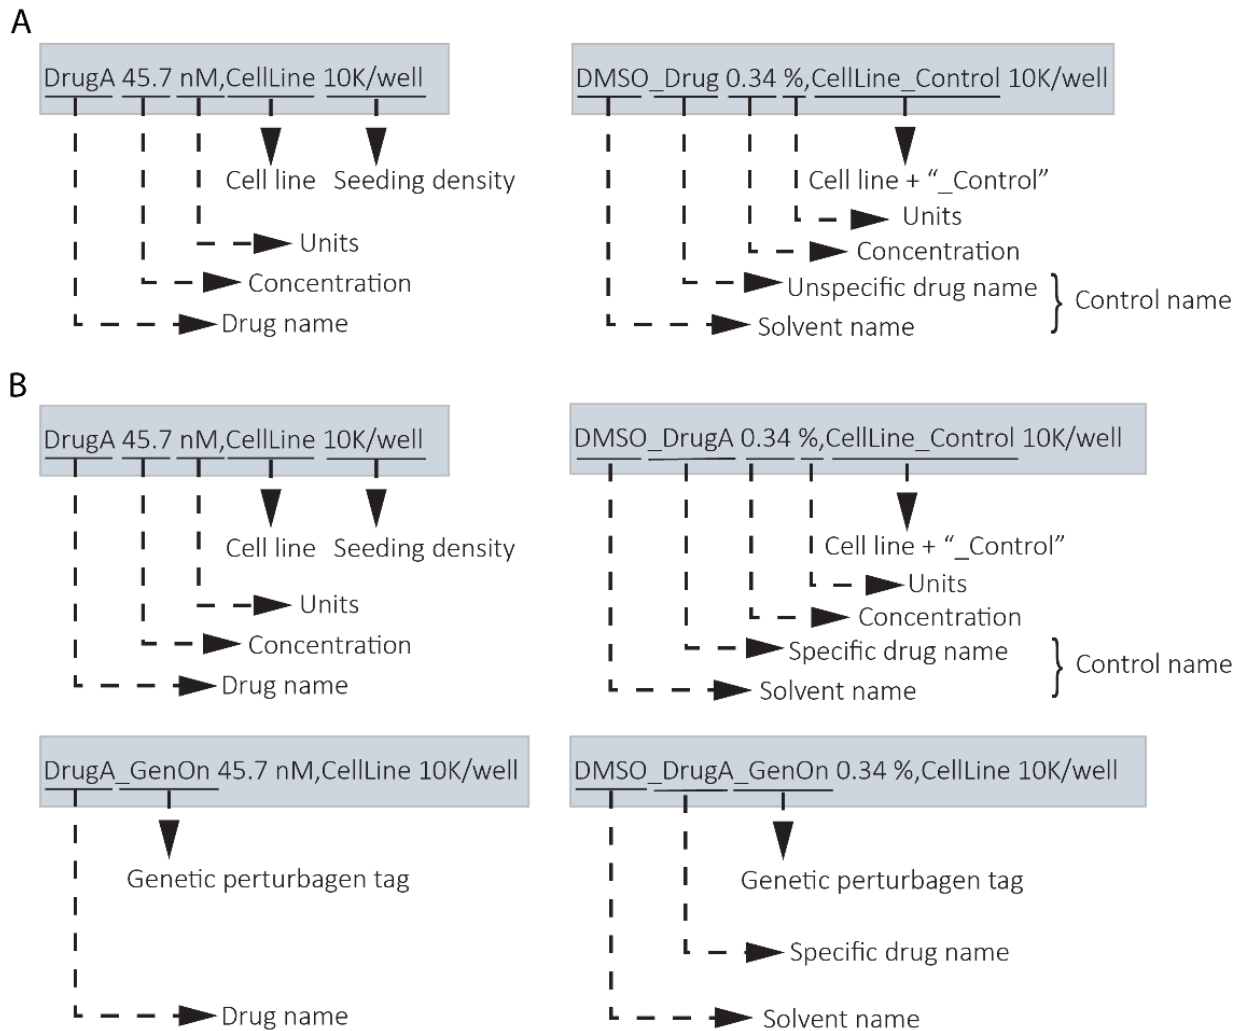 A
DrugA 45.7 nM,CellLine 10K/well
Cell line Seeding density
Units
Concentration
Drug name
DMSO_Drug 0.34 %,CellLine_Control 10K/well
Cell line + “_Control”
Units
Concentration
Unspecific drug name
Solvent name
Control name
B
DrugA 45.7 nM,CellLine 10K/well
Cell line Seeding density
Units
Concentration
Drug name
DMSO_DrugA 0.34 %,CellLine_Control 10K/well
Cell line + “_Control”
Units
Concentration
Specific drug name
Solvent name
Control name
DrugA_GenOn 45.7 nM,CellLine 10K/well
Genetic perturbagen tag
Drug name
DMSO_DrugA_GenOn 0.34 %,CellLine 10K/well
Genetic perturbagen tag
Specific drug name
Solvent name